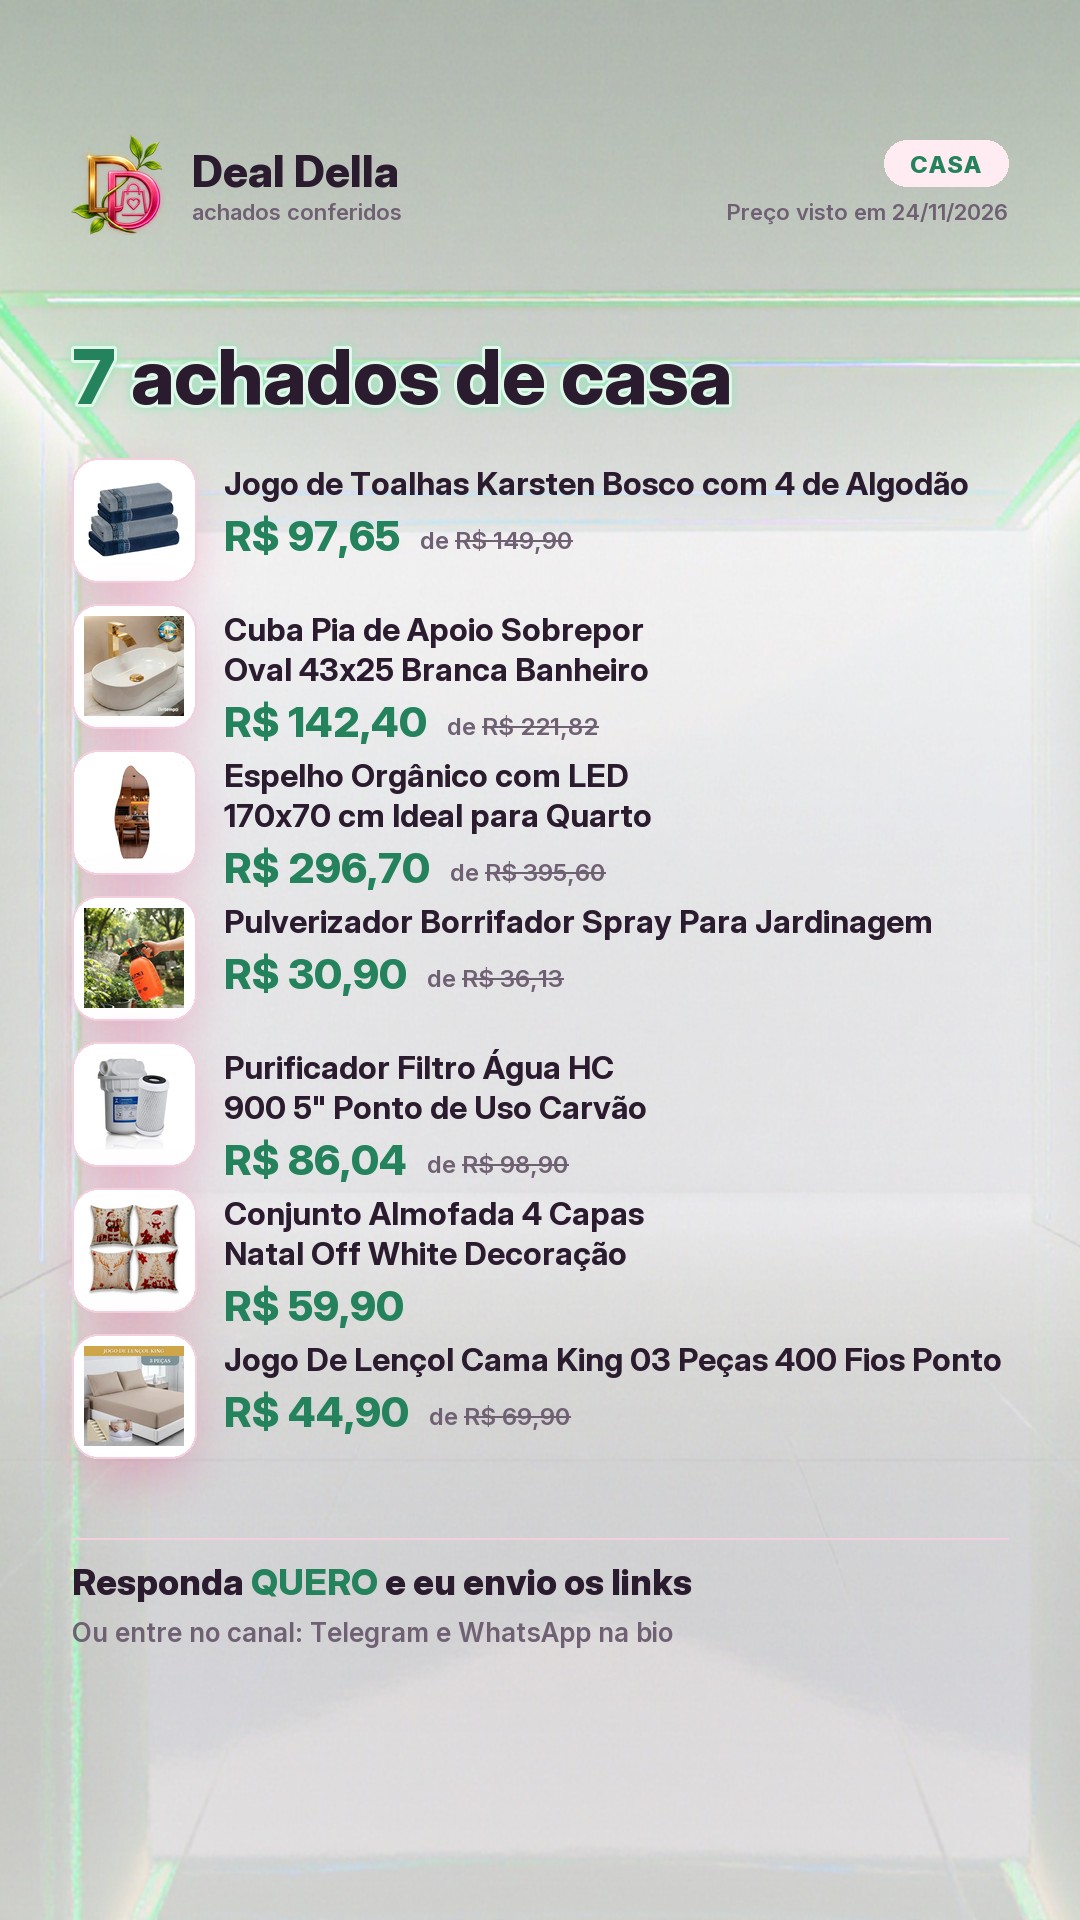 Deal Della
achados conferidos
CASA
Preço visto em 24/11/2026
7 achados de casa
Jogo de Toalhas Karsten Bosco com 4 de Algodão
R$ 97,65 de R$ 149,90
Cuba Pia de Apoio Sobrepor
Oval 43x25 Branca Banheiro
R$ 142,40 de R$ 221,82
Espelho Orgânico com LED
170x70 cm Ideal para Quarto
R$ 296,70 de R$ 395,60
Pulverizador Borrifador Spray Para Jardinagem
R$ 30,90 de R$ 36,13
Purificador Filtro Água HC
900 5" Ponto de Uso Carvão
R$ 86,04 de R$ 98,90
Conjunto Almofada 4 Capas
Natal Off White Decoração
R$ 59,90
JOGO DE LENÇOL KING
3 PEÇAS
Jogo De Lençol Cama King 03 Peças 400 Fios Ponto
R$ 44,90 de R$ 69,90
Responda QUERO e eu envio os links
Ou entre no canal: Telegram e WhatsApp na bio